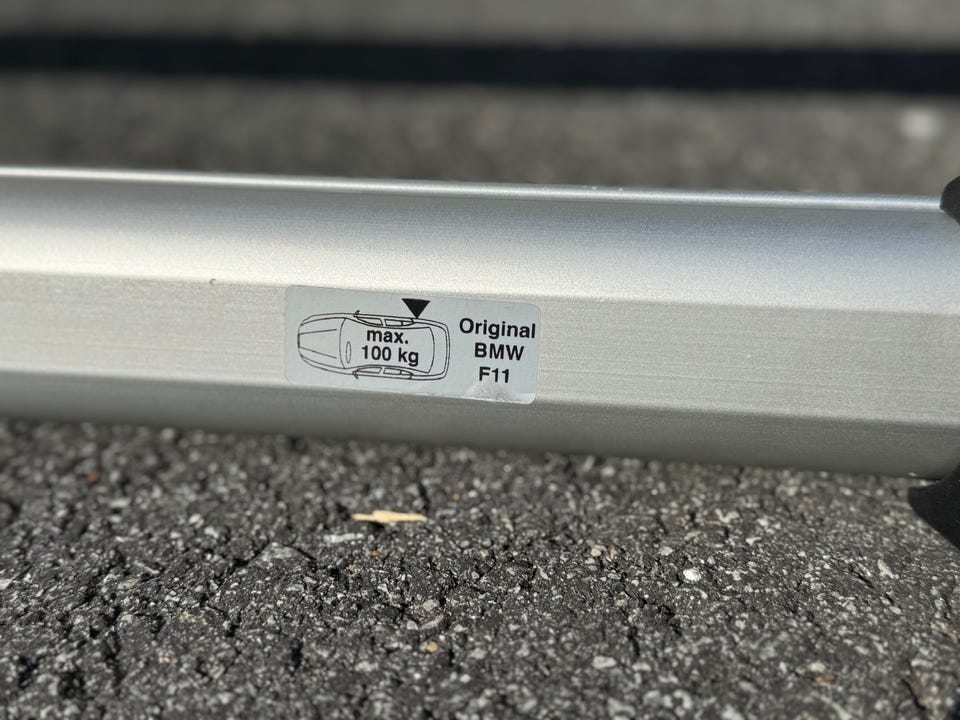 max.
100 kg
Original
BMW
F11